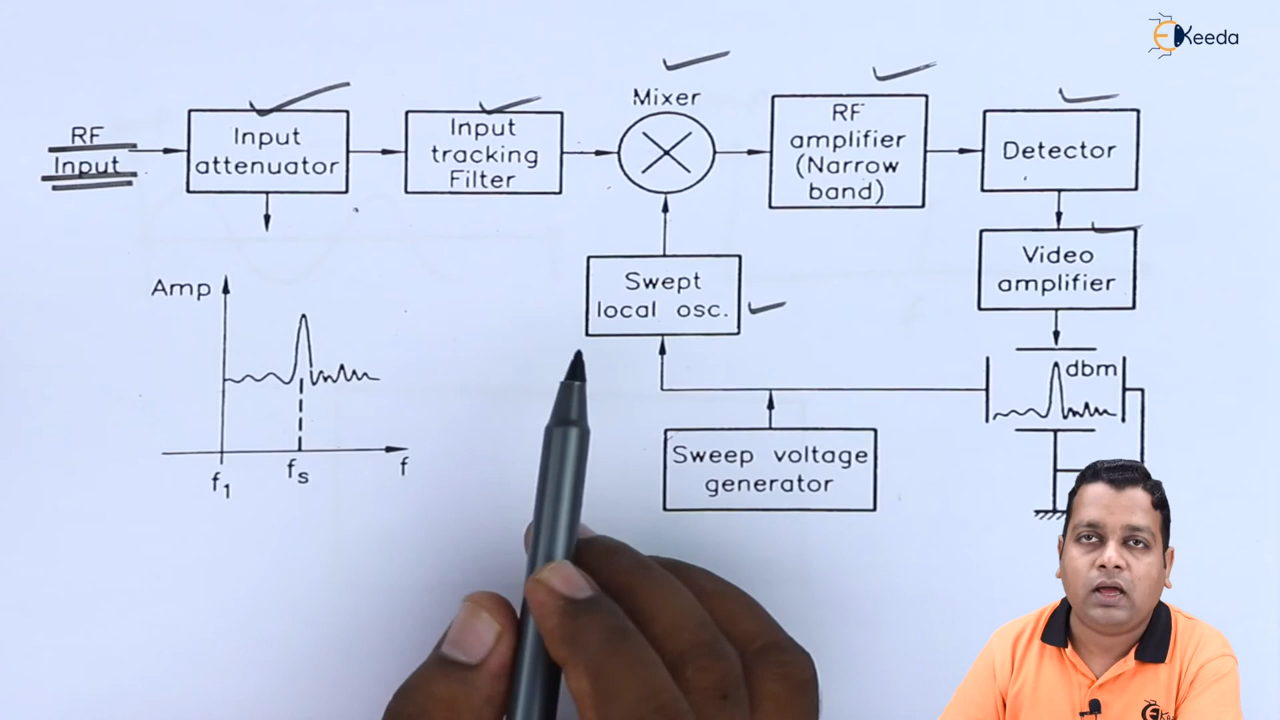 EKeeda
RF
Input
Input
attenuator
Input
tracking
Filter
Mixer
RF
amplifier
(Narrow
band)
Detector
Video
amplifier
Swept
local osc.
dbm
Sweep voltage
generator
Amp
f1
fs
f